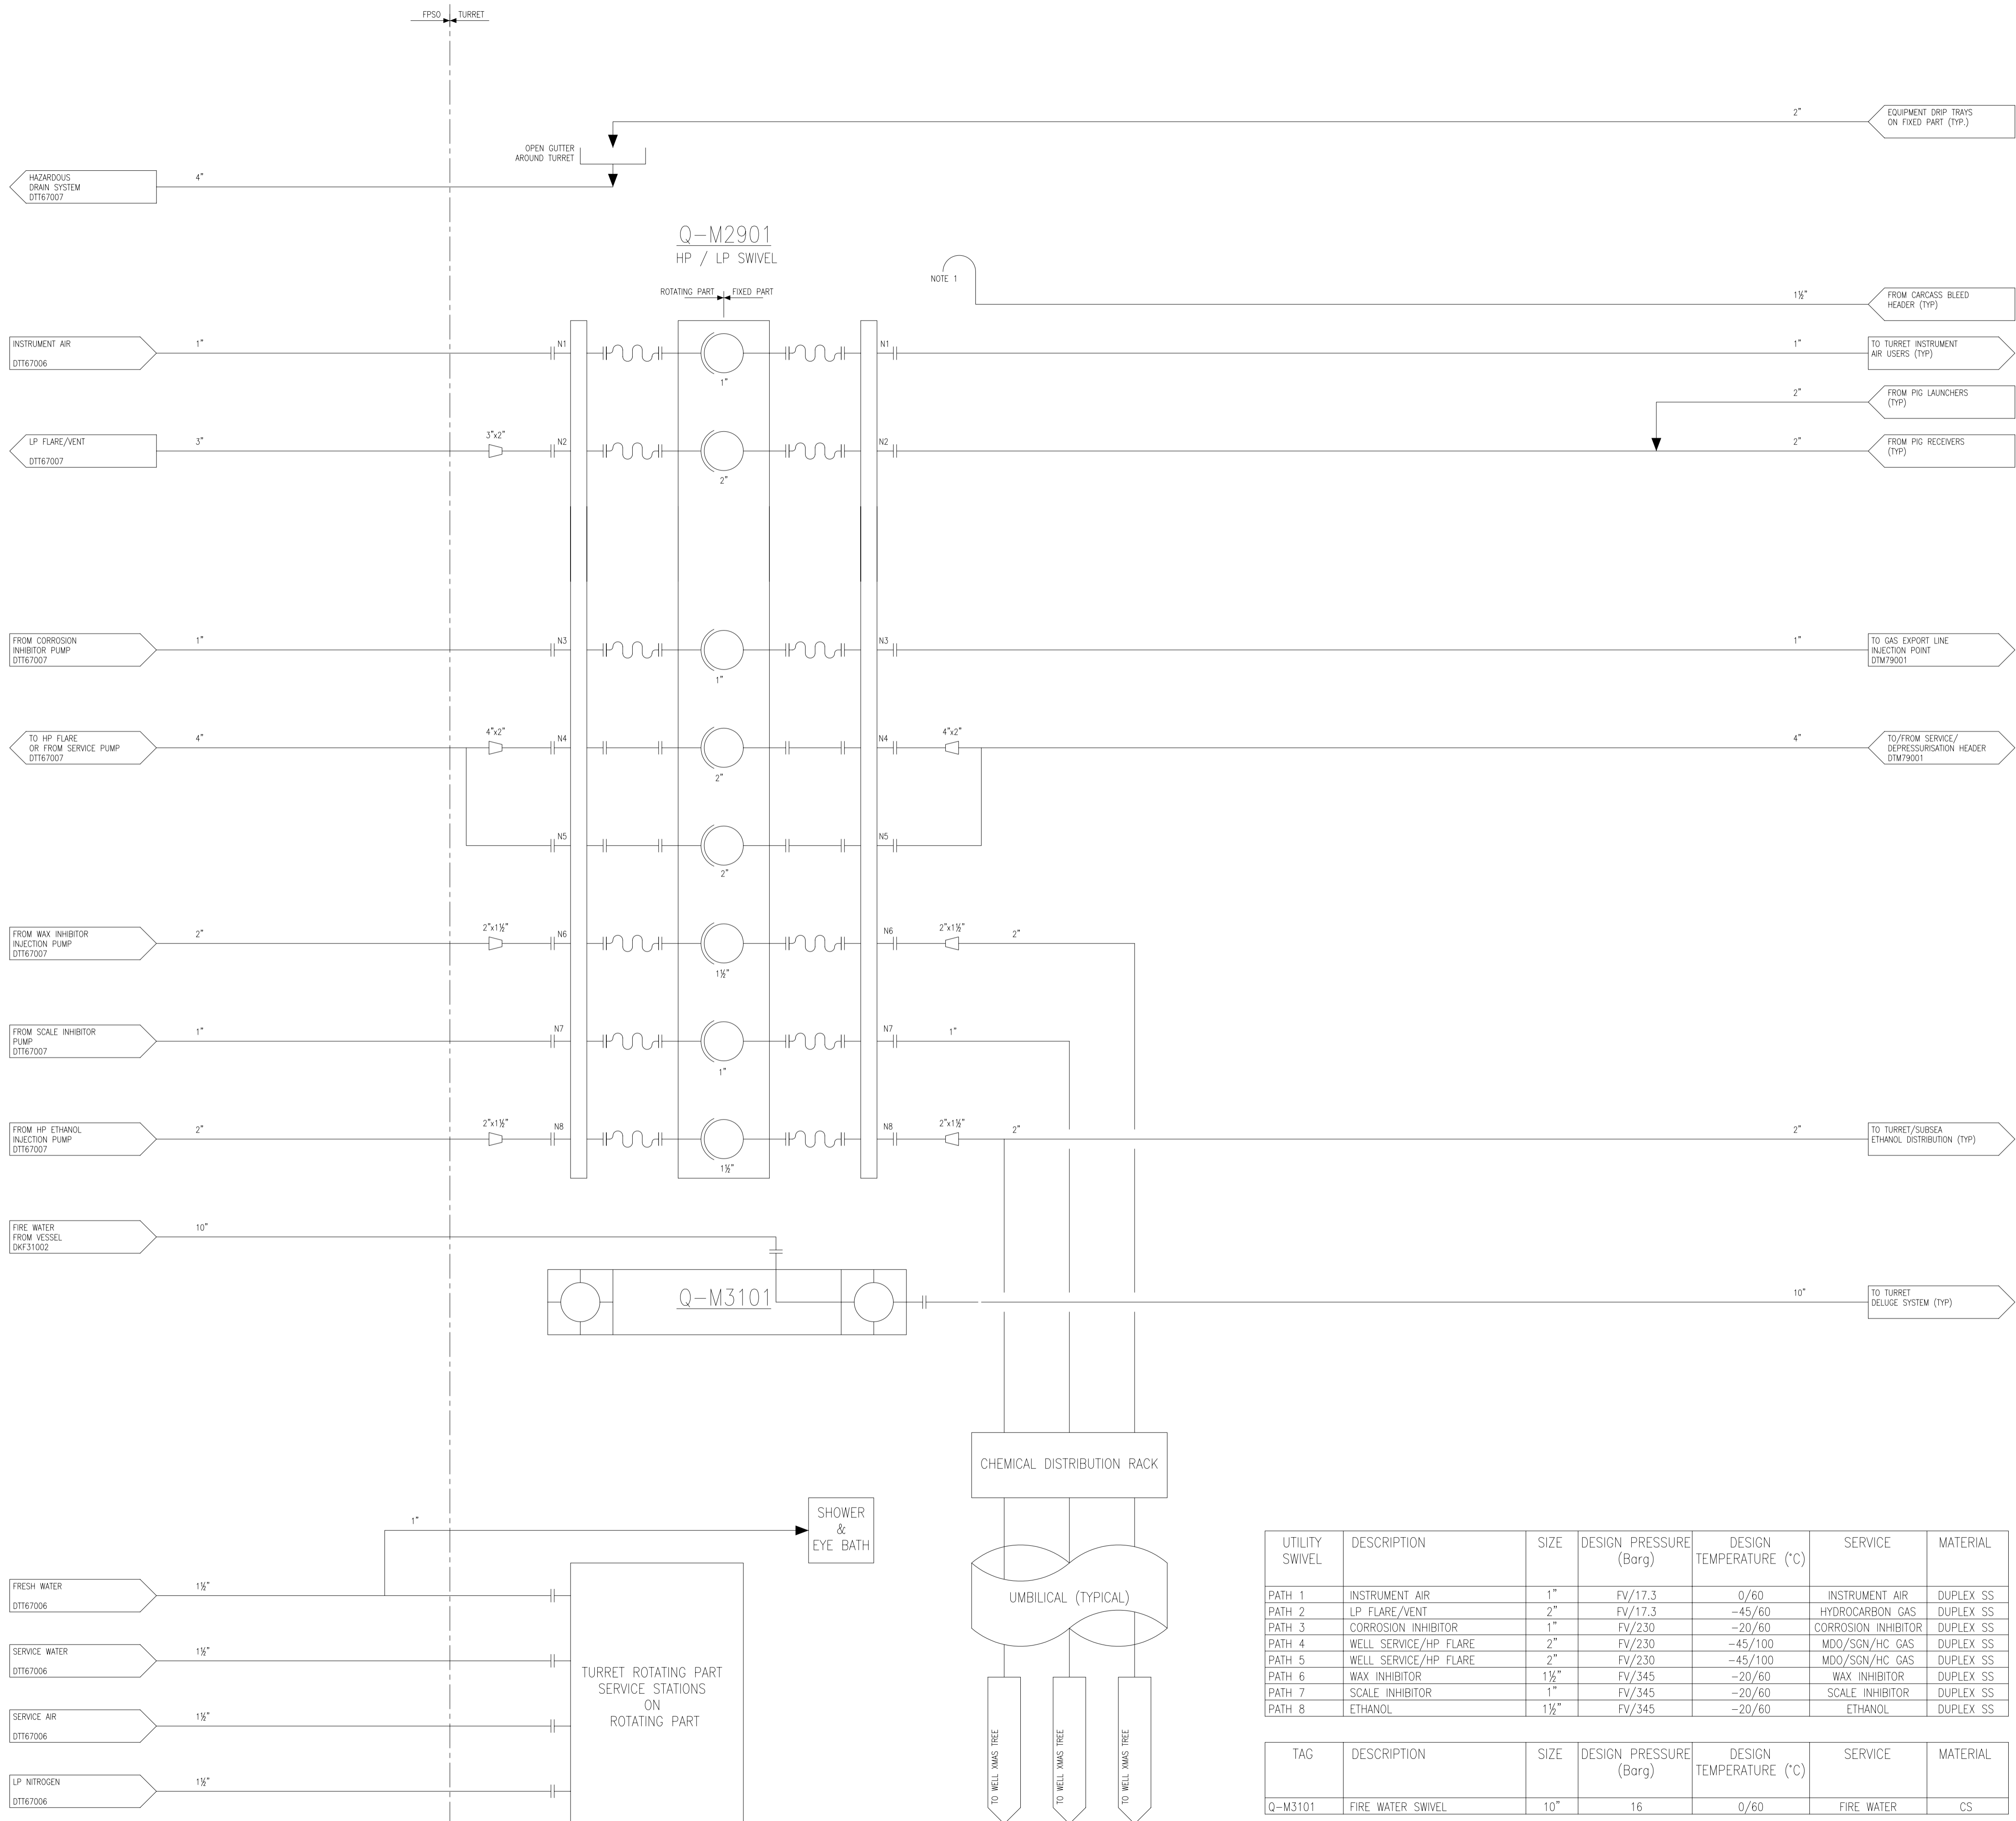 FPSO TURRET
2"
EQUIPMENT DRIP TRAYS
ON FIXED PART (TYP.)
OPEN GUTTER
AROUND TURRET
HAZARDOUS
DRAIN SYSTEM
DTT67007
4"
Q-M2901
HP / LP SWIVEL
ROTATING PART FIXED PART
NOTE 1
1½"
FROM CARCASS BLEED
HEADER (TYP)
INSTRUMENT AIR
DTT67006
1"
N1
1"
N1
1"
TO TURRET INSTRUMENT
AIR USERS (TYP)
2"
FROM PIG LAUNCHERS
(TYP)
LP FLARE/VENT
DTT67007
3"
3"x2"
N2
2"
N2
2"
FROM PIG RECEIVERS
(TYP)
FROM CORROSION
INHIBITOR PUMP
DTT67007
1"
N3
1"
N3
1"
TO GAS EXPORT LINE
INJECTION POINT
DTM79001
TO HP FLARE
OR FROM SERVICE PUMP
DTT67007
4"
4"x2"
N4
2"
N4
4"x2"
4"
TO/FROM SERVICE/
DEPRESSURISATION HEADER
DTM79001
N5
2"
N5
FROM WAX INHIBITOR
INJECTION PUMP
DTT67007
2"
2"x1½"
N6
1½"
N6
2"x1½"
2"
FROM SCALE INHIBITOR
PUMP
DTT67007
1"
N7
1"
N7
1"
FROM HP ETHANOL
INJECTION PUMP
DTT67007
2"
2"x1½"
N8
1½"
N8
2"x1½"
2"
2"
TO TURRET/SUBSEA
ETHANOL DISTRIBUTION (TYP)
FIRE WATER
FROM VESSEL
DKF31002
10"
Q-M3101
10"
TO TURRET
DELUGE SYSTEM (TYP)
CHEMICAL DISTRIBUTION RACK
1"
SHOWER
&
EYE BATH
UMBILICAL (TYPICAL)
FRESH WATER
DTT67006
1½"
SERVICE WATER
DTT67006
1½"
SERVICE AIR
DTT67006
1½"
LP NITROGEN
DTT67006
1½"
TURRET ROTATING PART
SERVICE STATIONS
ON
ROTATING PART
TO WELL XMAS TREE
TO WELL XMAS TREE
TO WELL XMAS TREE
UTILITY SWIVEL DESCRIPTION SIZE DESIGN PRESSURE (Barg) DESIGN TEMPERATURE (°C) SERVICE MATERIAL
PATH 1 INSTRUMENT AIR 1" FV/17.3 0/60 INSTRUMENT AIR DUPLEX SS
PATH 2 LP FLARE/VENT 2" FV/17.3 -45/60 HYDROCARBON GAS DUPLEX SS
PATH 3 CORROSION INHIBITOR 1" FV/230 -20/60 CORROSION INHIBITOR DUPLEX SS
PATH 4 WELL SERVICE/HP FLARE 2" FV/230 -45/100 MDO/SGN/HC GAS DUPLEX SS
PATH 5 WELL SERVICE/HP FLARE 2" FV/230 -45/100 MDO/SGN/HC GAS DUPLEX SS
PATH 6 WAX INHIBITOR 1½" FV/345 -20/60 WAX INHIBITOR DUPLEX SS
PATH 7 SCALE INHIBITOR 1" FV/345 -20/60 SCALE INHIBITOR DUPLEX SS
PATH 8 ETHANOL 1½" FV/345 -20/60 ETHANOL DUPLEX SS
TAG DESCRIPTION SIZE DESIGN PRESSURE (Barg) DESIGN TEMPERATURE (°C) SERVICE MATERIAL
Q-M3101 FIRE WATER SWIVEL 10" 16 0/60 FIRE WATER CS